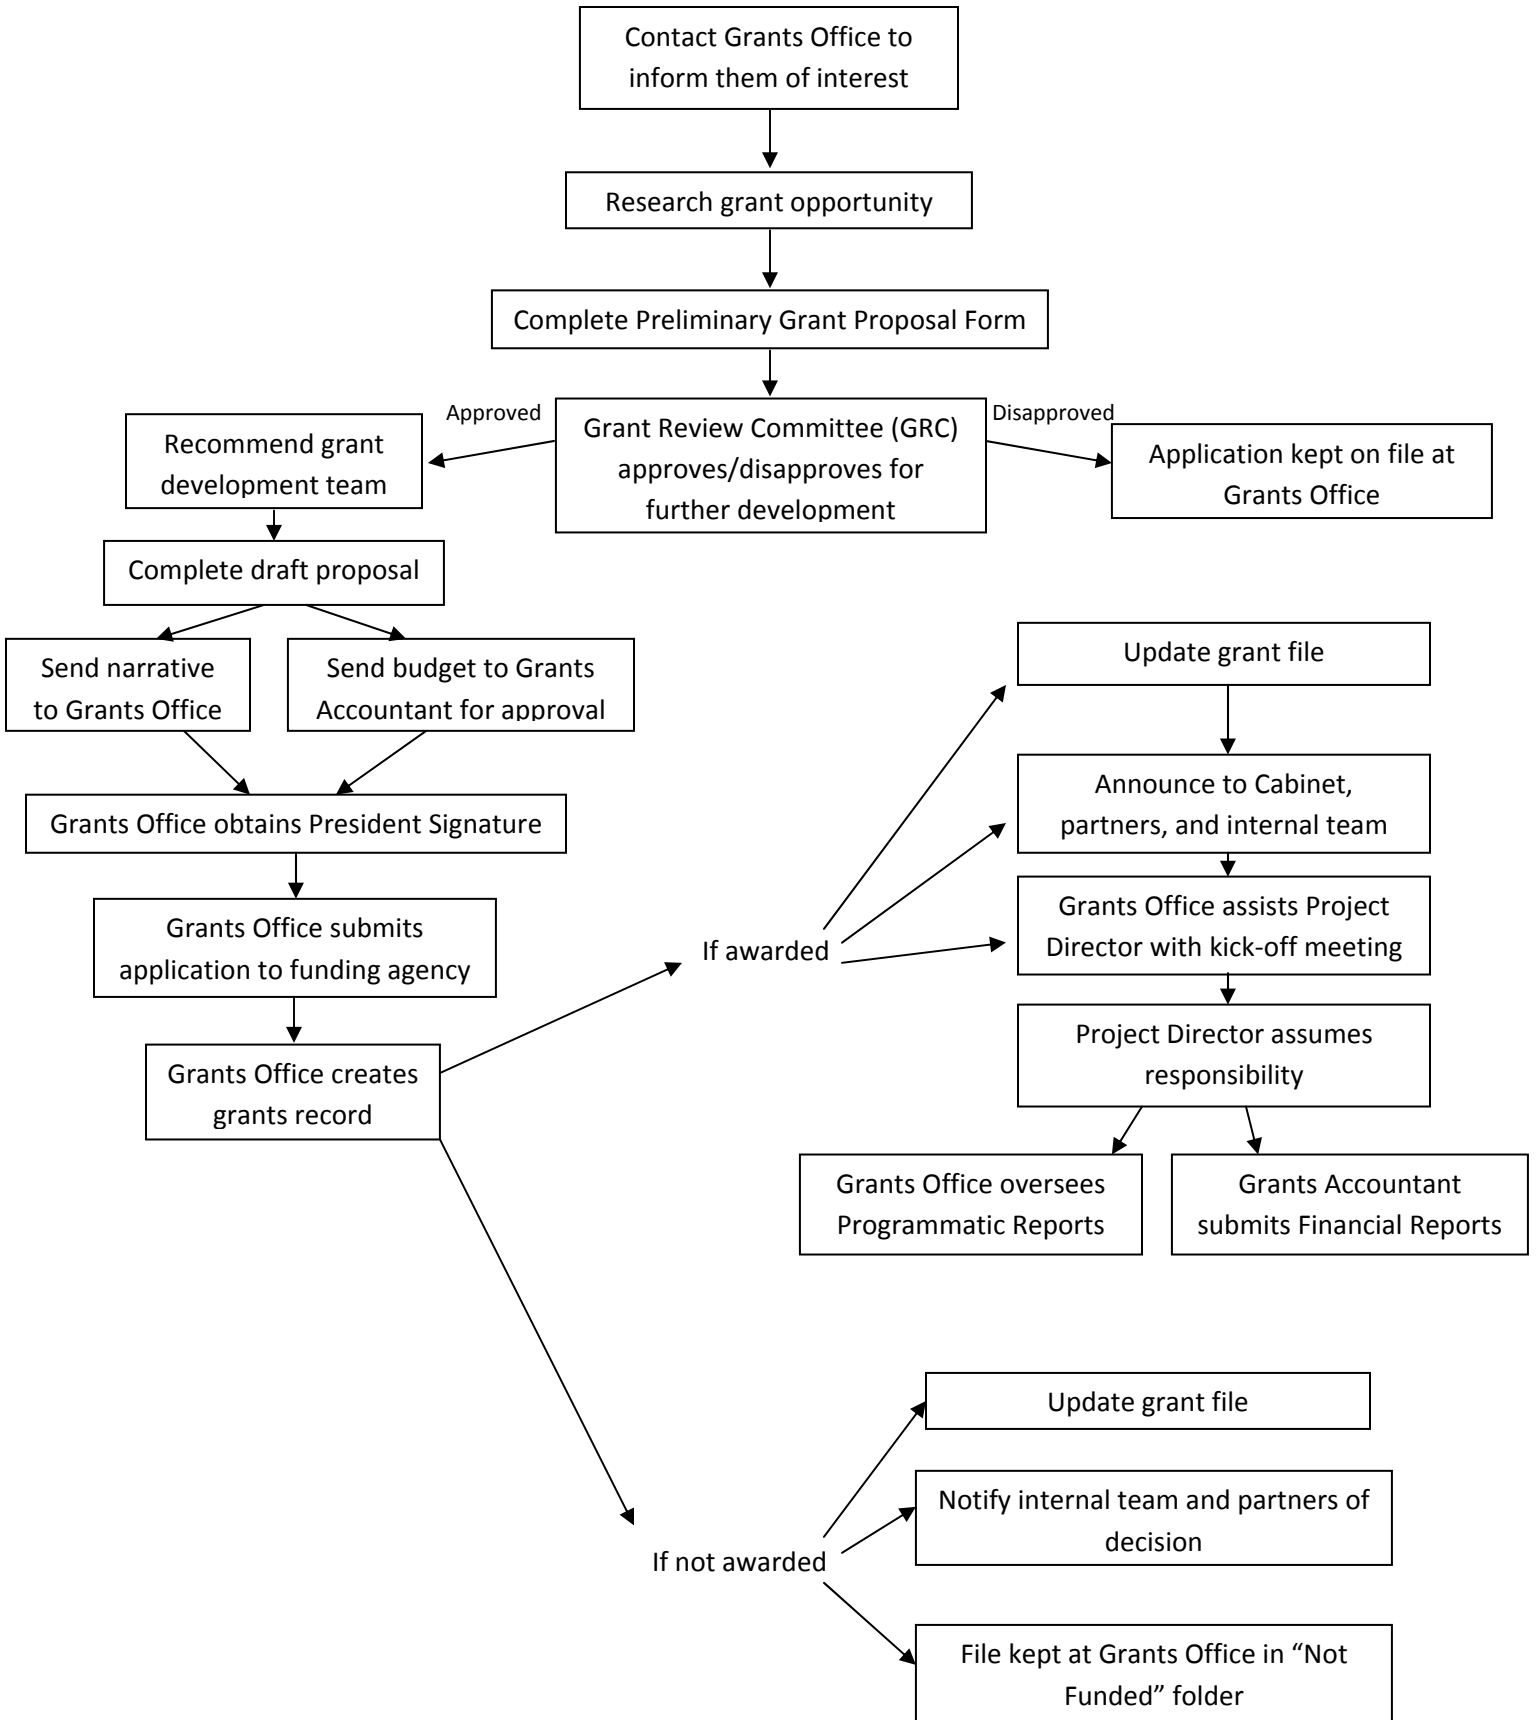 Contact Grants Office to
inform them of interest
Research grant opportunity
Complete Preliminary Grant Proposal Form
Approved
Disapproved
Recommend grant
development team
Grant Review Committee (GRC)
approves/disapproves for
further development
Application kept on file at
Grants Office
Complete draft proposal
Send narrative
to Grants Office
Send budget to Grants
Accountant for approval
Grants Office obtains President Signature
Grants Office submits
application to funding agency
Grants Office creates
grants record
If awarded
Update grant file
Announce to Cabinet,
partners, and internal team
Grants Office assists Project
Director with kick-off meeting
Project Director assumes
responsibility
Grants Office oversees
Programmatic Reports
Grants Accountant
submits Financial Reports
If not awarded
Update grant file
Notify internal team and partners of
decision
File kept at Grants Office in “Not
Funded” folder